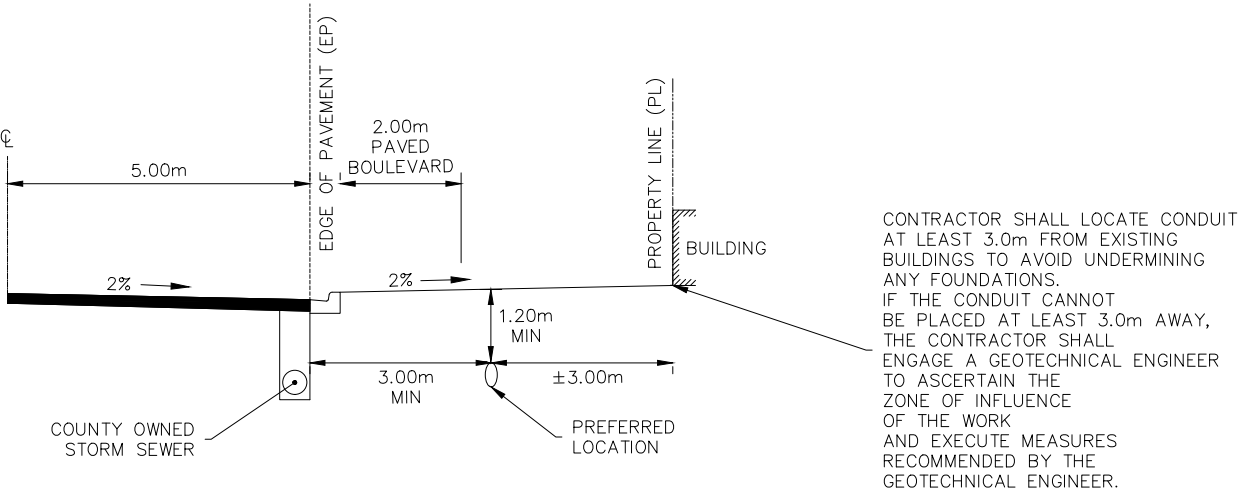 ℄
5.00m
EDGE OF PAVEMENT (EP)
2.00m
PAVED
BOULEVARD
PROPERTY LINE (PL)
BUILDING
2%
2%
1.20m
MIN
3.00m
MIN
±3.00m
COUNTY OWNED
STORM SEWER
PREFERRED
LOCATION
CONTRACTOR SHALL LOCATE CONDUIT
AT LEAST 3.0m FROM EXISTING
BUILDINGS TO AVOID UNDERMINING
ANY FOUNDATIONS.
IF THE CONDUIT CANNOT
BE PLACED AT LEAST 3.0m AWAY,
THE CONTRACTOR SHALL
ENGAGE A GEOTECHNICAL ENGINEER
TO ASCERTAIN THE
ZONE OF INFLUENCE
OF THE WORK
AND EXECUTE MEASURES
RECOMMENDED BY THE
GEOTECHNICAL ENGINEER.